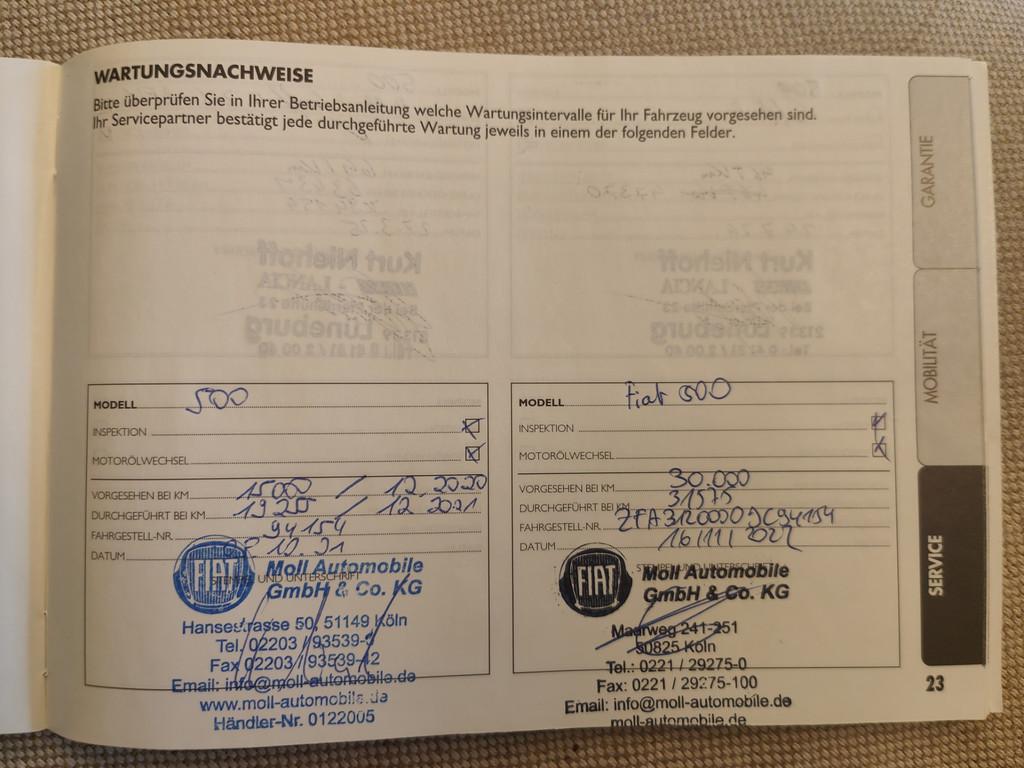 WARTUNGSNACHWEISE
Bitte überprüfen Sie in Ihrer Betriebsanleitung welche Wartungsintervalle für Ihr Fahrzeug vorgesehen sind.
Ihr Servicepartner bestätigt jede durchgeführte Wartung jeweils in einem der folgenden Felder.
MODELL 500
INSPEKTION
MOTORÖLWECHSEL
VORGESEHEN BEI KM 15000 / 12.2020
DURCHGEFÜHRT BEI KM / 12 2021
FAHRGESTELL-NR. 94154
DATUM
STEMPEL UND UNTERSCHRIFT
FIAT
Moll Automobile
GmbH & Co. KG
Hansestrasse 50, 51149 Köln
Tel. 02203 / 93539-
Fax 02203 / 93539-42
Email: info@moll-automobile.de
www.moll-automobile.de
Händler-Nr. 0122005
MODELL Fiat 500
INSPEKTION
MOTORÖLWECHSEL
VORGESEHEN BEI KM 30.000
DURCHGEFÜHRT BEI KM 31575
FAHRGESTELL-NR. ZFA3120000JC94154
DATUM 16/11/2022
STEMPEL UND UNTERSCHRIFT
FIAT
Moll Automobile
GmbH & Co. KG
Maarweg 241-251
50825 Köln
Tel.: 0221 / 29275-0
Fax: 0221 / 29275-100
Email: info@moll-automobile.de
moll-automobile.de
GARANTIE
MOBILITÄT
SERVICE
23